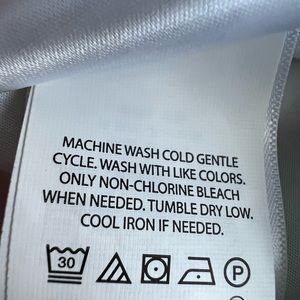 MACHINE WASH COLD GENTLE
CYCLE. WASH WITH LIKE COLORS.
ONLY NON-CHLORINE BLEACH
WHEN NEEDED. TUMBLE DRY LOW.
COOL IRON IF NEEDED.
30 P